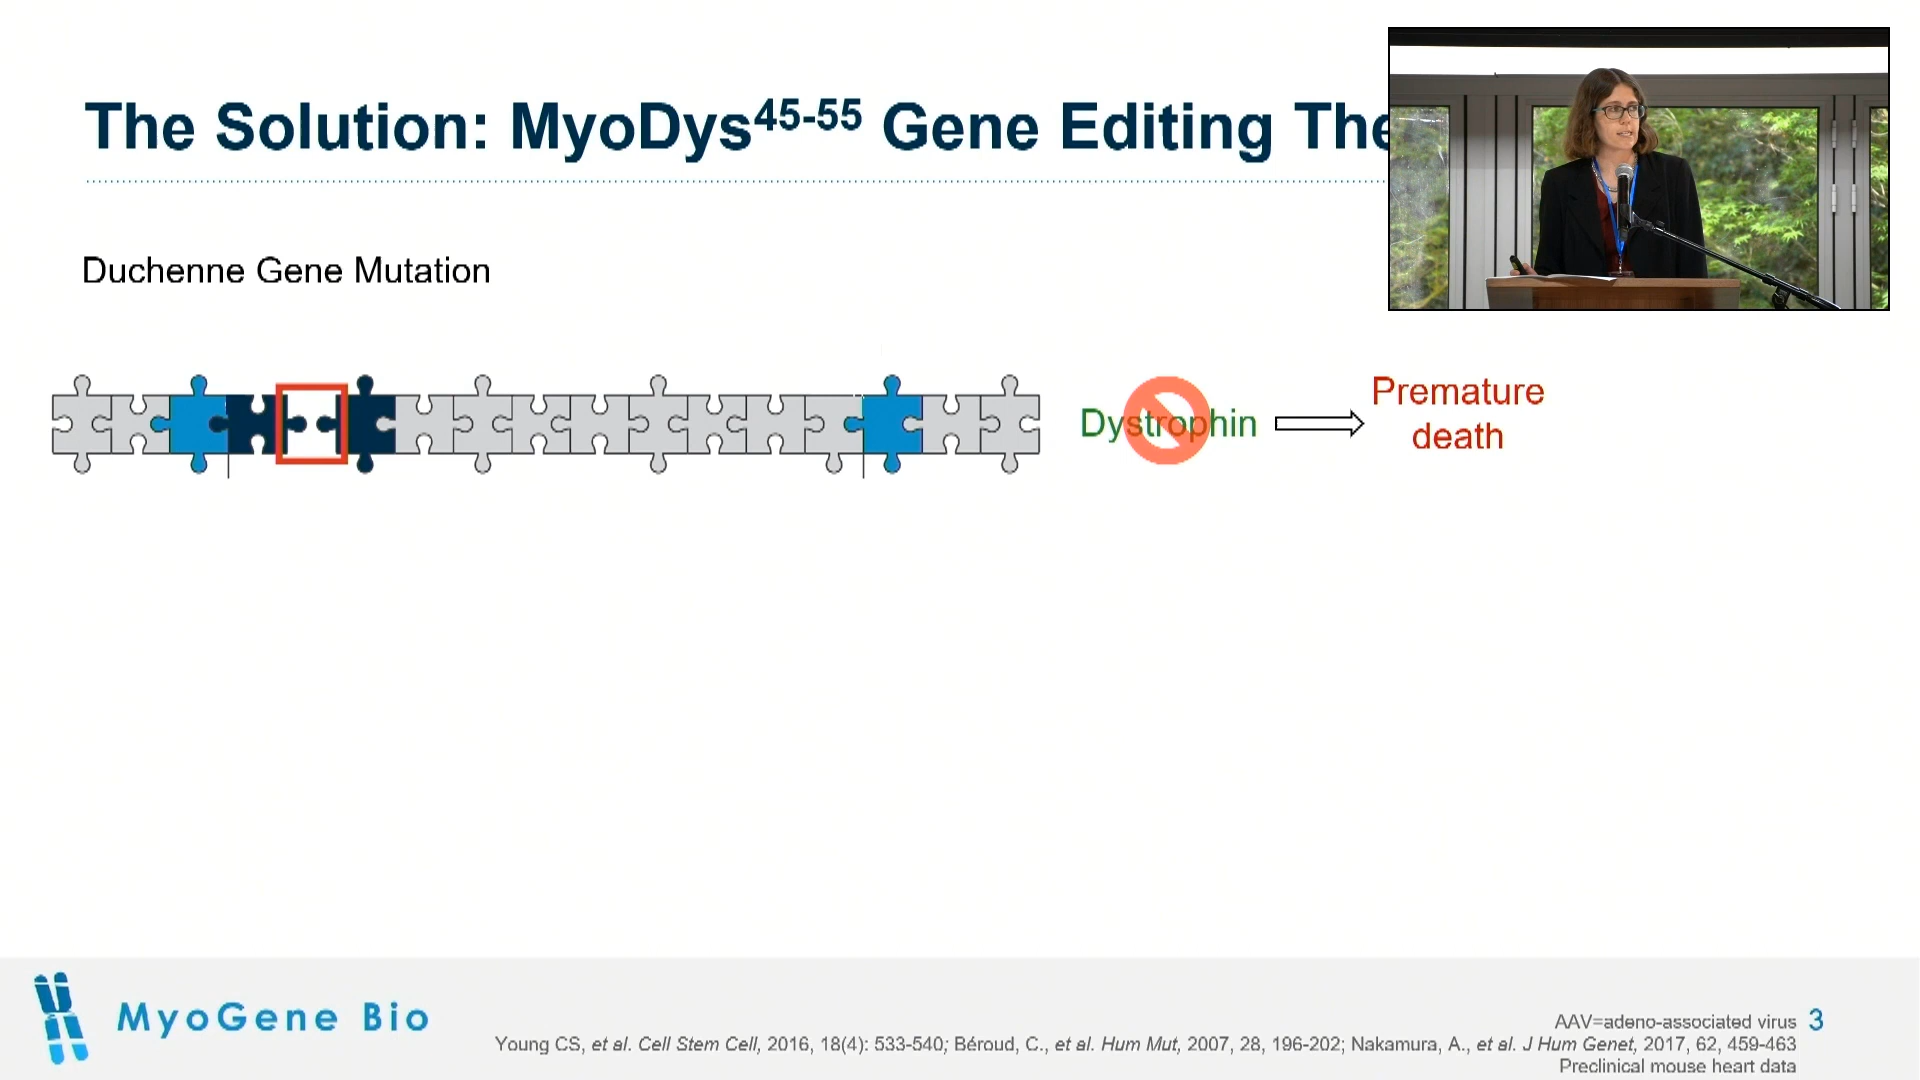 The Solution: MyoDys45-55 Gene Editing The
Duchenne Gene Mutation
Dystrophin
Premature
death
MyoGene Bio
AAV=adeno-associated virus 3
Young CS, et al. Cell Stem Cell, 2016, 18(4): 533-540; Béroud, C., et al. Hum Mut, 2007, 28, 196-202; Nakamura, A., et al. J Hum Genet, 2017, 62, 459-463
Preclinical mouse heart data